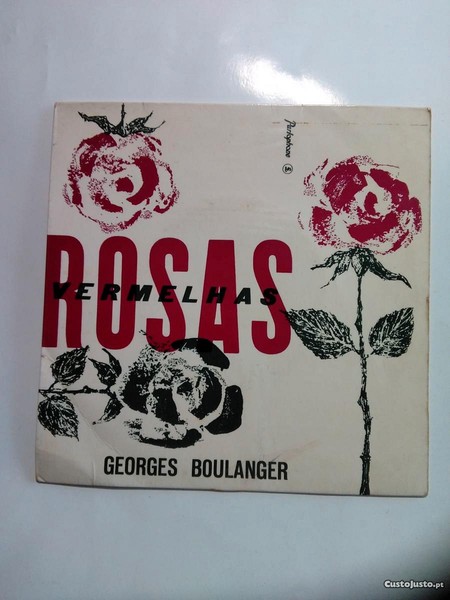 Parlophone
ROSAS
VERMELHAS
GEORGES BOULANGER
CustoJusto.pt